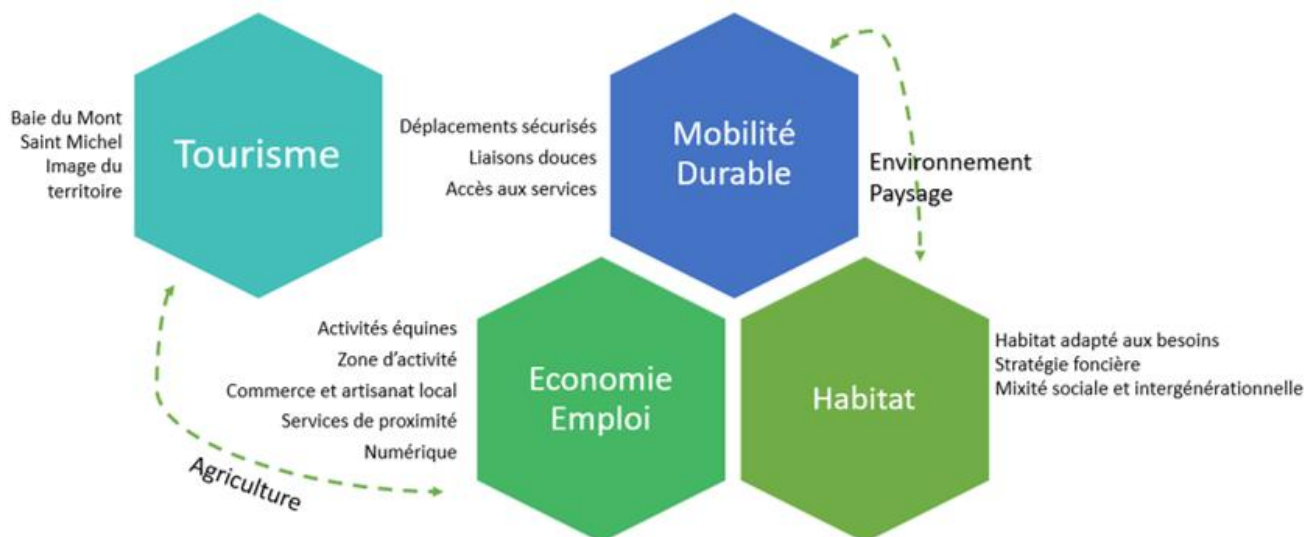 Baie du Mont
Saint Michel
Image du
territoire
Tourisme
Déplacements sécurisés
Liaisons douces
Accès aux services
Mobilité
Durable
Environnement
Paysage
Activités équines
Zone d’activité
Commerce et artisanat local
Services de proximité
Numérique
Economie
Emploi
Habitat
Habitat adapté aux besoins
Stratégie foncière
Mixité sociale et intergénérationnelle
Agriculture